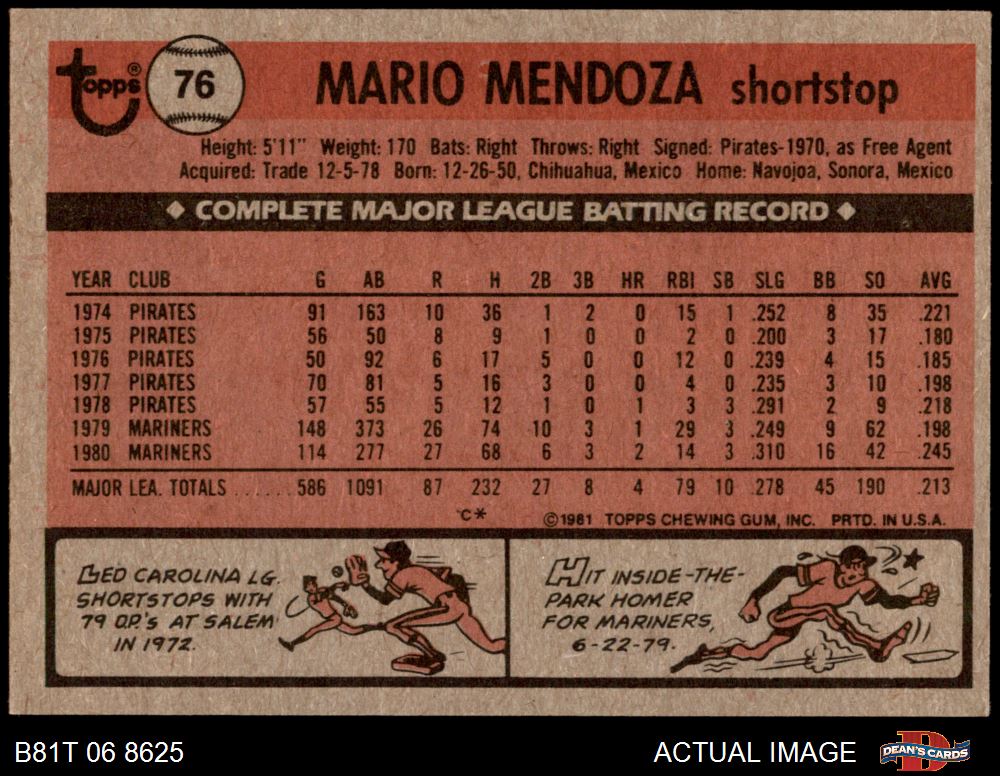 Topps® 76 MARIO MENDOZA shortstop
Height: 5'11" Weight: 170 Bats: Right Throws: Right Signed: Pirates-1970, as Free Agent
Acquired: Trade 12-5-78 Born: 12-26-50, Chihuahua, Mexico Home: Navojoa, Sonora, Mexico
◆ COMPLETE MAJOR LEAGUE BATTING RECORD ◆
YEAR CLUB G AB R H 2B 3B HR RBI SB SLG BB SO AVG
1974 PIRATES 91 163 10 36 1 2 0 15 1 .252 8 35 .221
1975 PIRATES 56 50 8 9 1 0 0 2 0 .200 3 17 .180
1976 PIRATES 50 92 6 17 5 0 0 12 0 .239 4 15 .185
1977 PIRATES 70 81 5 16 3 0 0 4 0 .235 3 10 .198
1978 PIRATES 57 55 5 12 1 0 1 3 3 .291 2 9 .218
1979 MARINERS 148 373 26 74 10 3 1 29 3 .249 9 62 .198
1980 MARINERS 114 277 27 68 6 3 2 14 3 .310 16 42 .245
MAJOR LEA. TOTALS ...... 586 1091 87 232 27 8 4 79 10 .278 45 190 .213
C* ©1981 TOPPS CHEWING GUM, INC. PRTD. IN U.S.A.
LED CAROLINA LG.
SHORTSTOPS WITH
79 D.P.'s AT SALEM
IN 1972.
HIT INSIDE-THE-
PARK HOMER
FOR MARINERS,
6-22-79.
B81T 06 8625 ACTUAL IMAGE DEAN'S CARDS